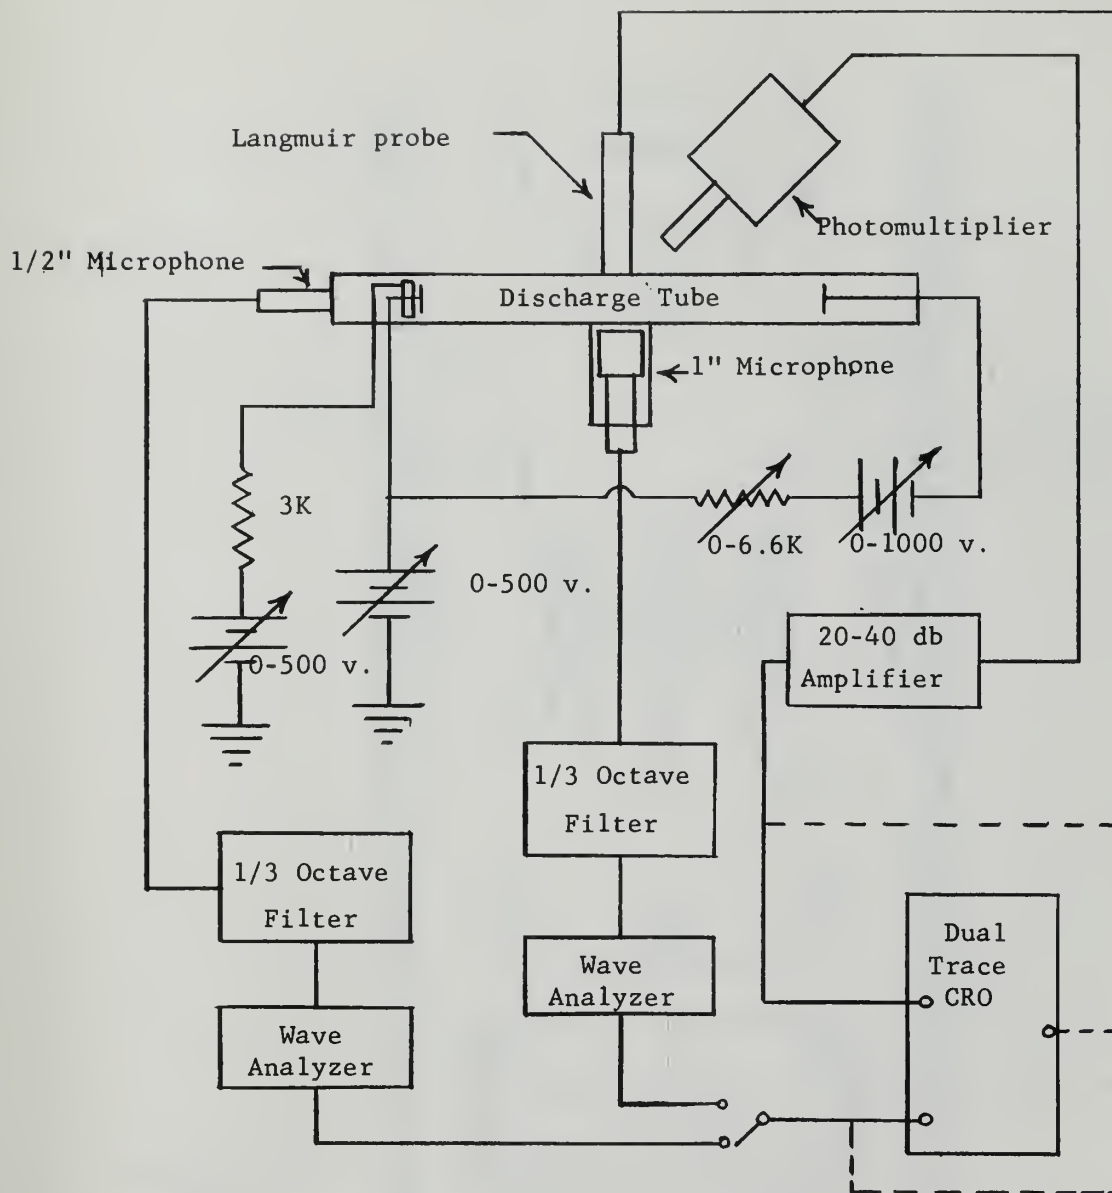 Langmuir probe
Photomultiplier
1/2" Microphone
Discharge Tube
1" Microphone
3K
0-6.6K
0-1000 v.
0-500 v.
0-500 v.
20-40 db
Amplifier
1/3 Octave
Filter
1/3 Octave
Filter
Dual
Trace
CRO
Wave
Analyzer
Wave
Analyzer